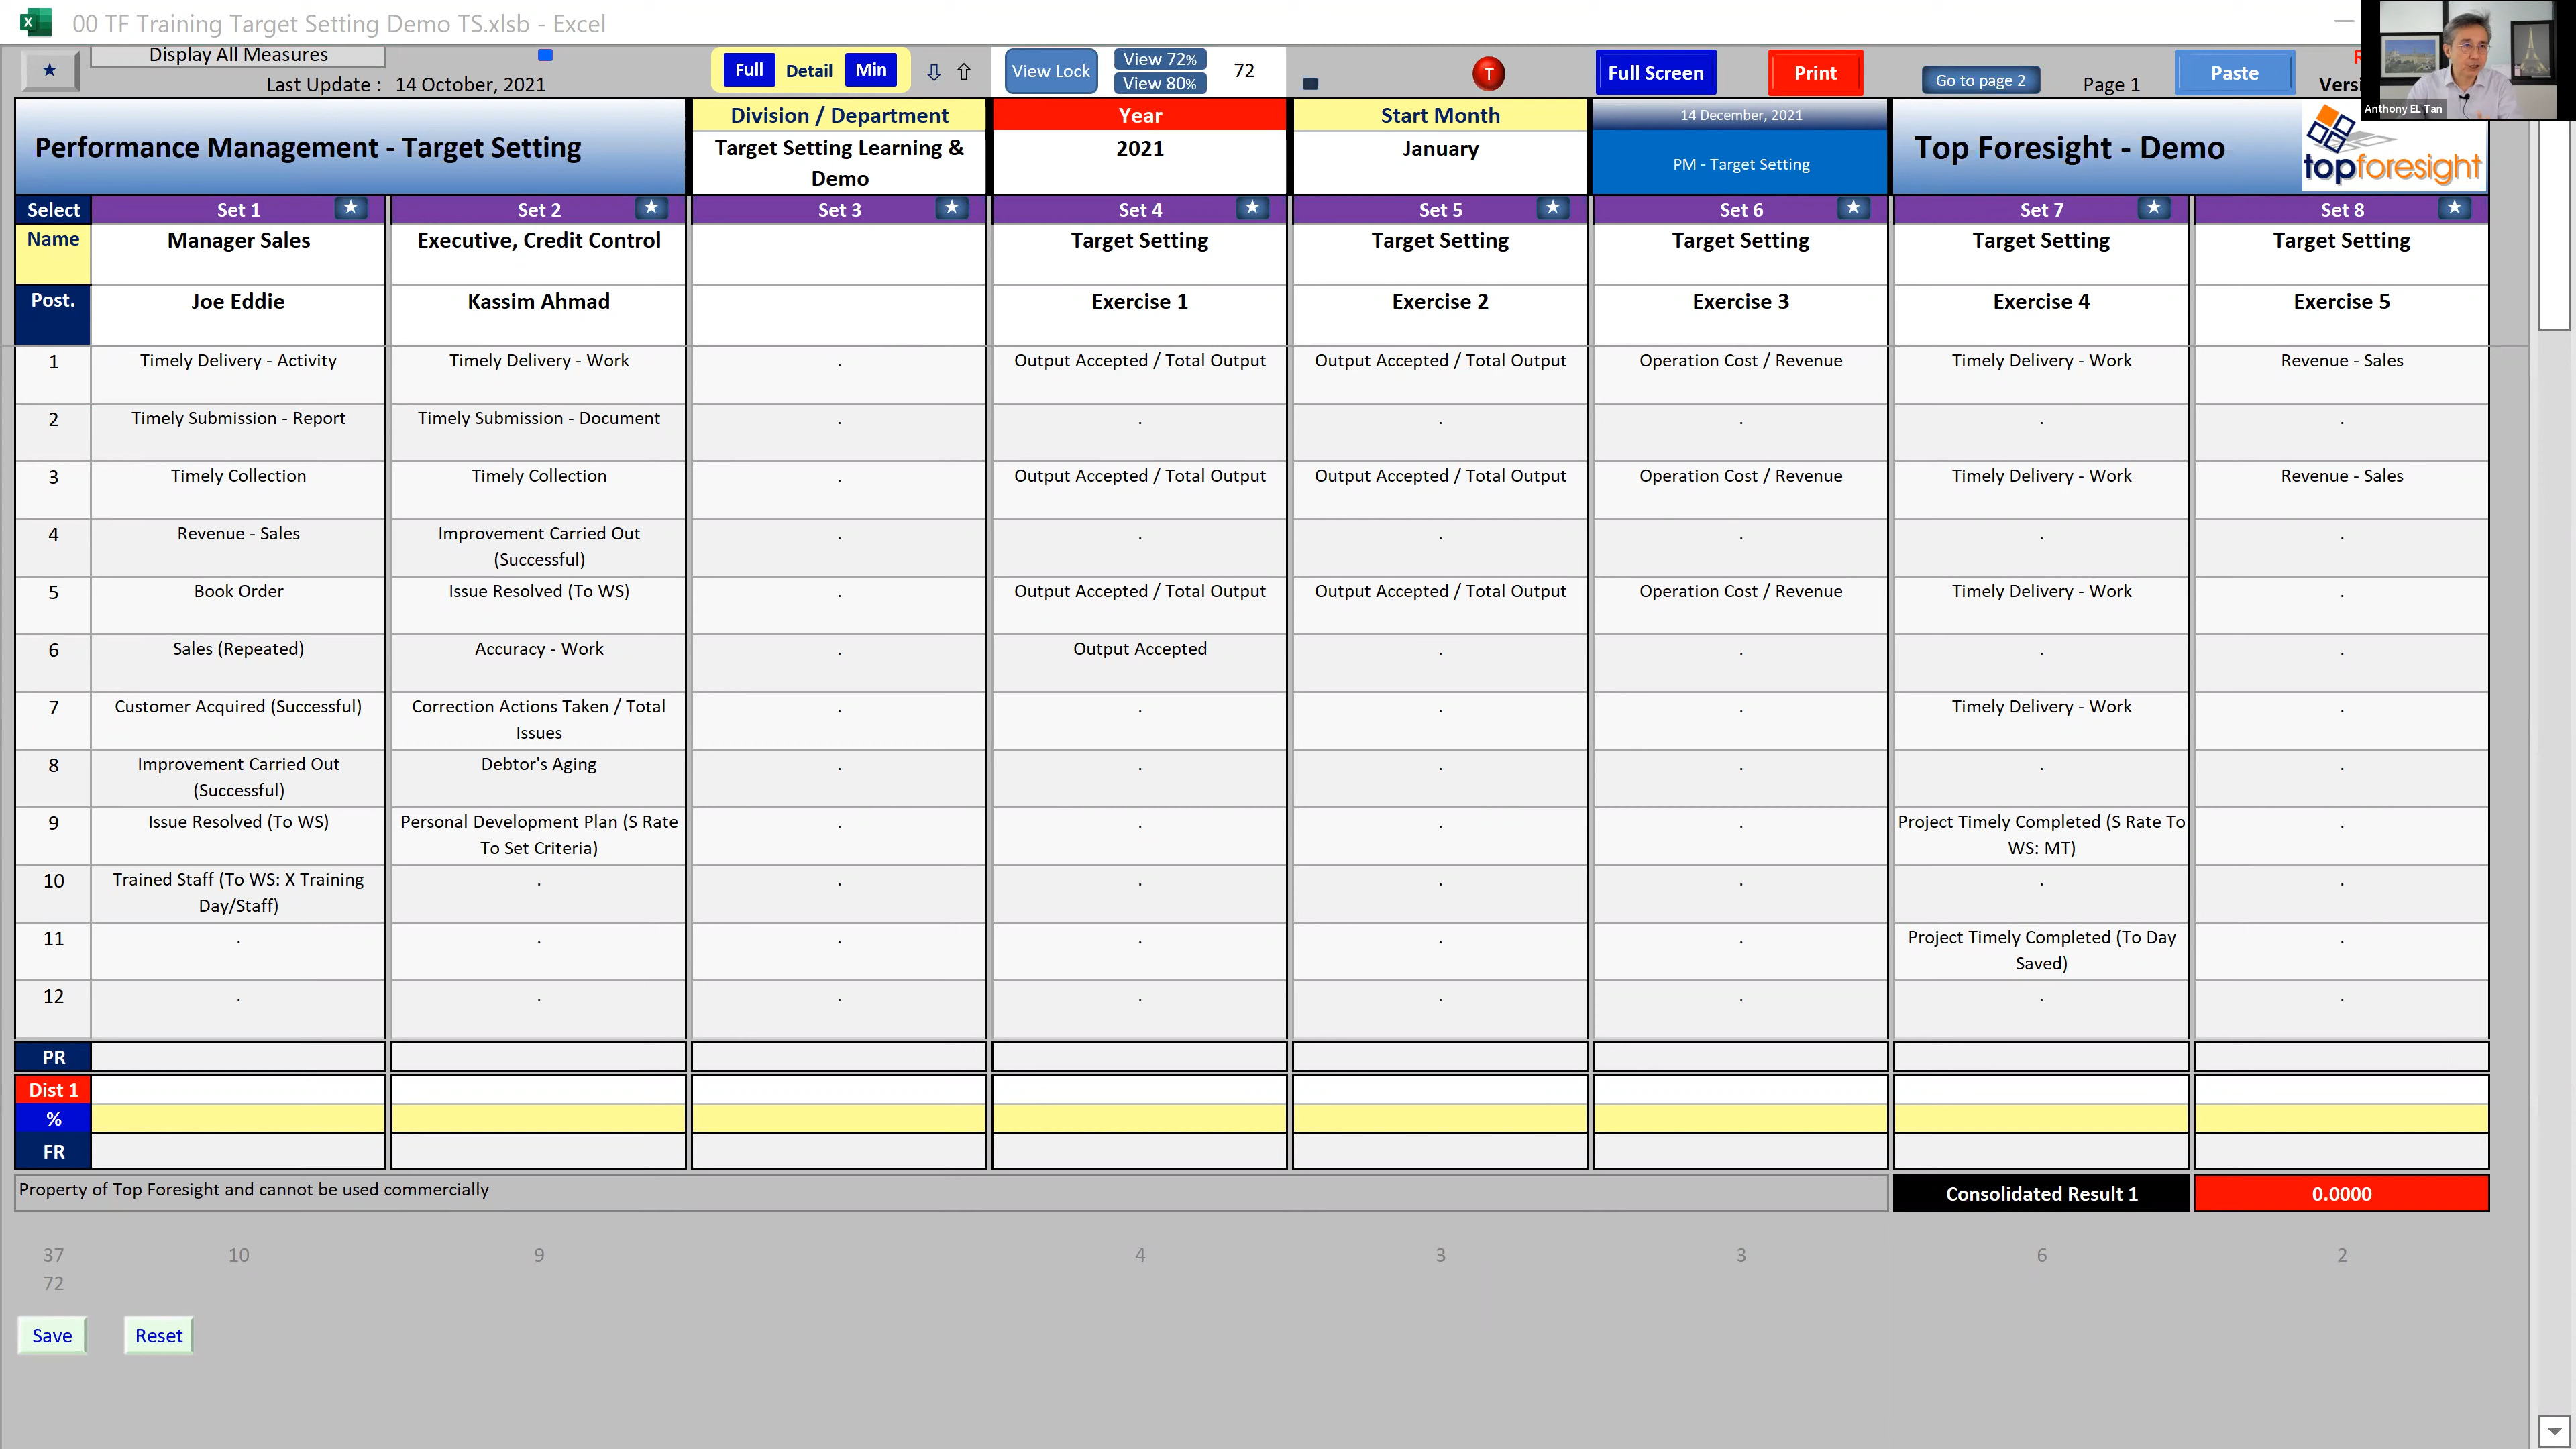 00 TF Training Target Setting Demo TS.xlsb - Excel
Display All Measures
Last Update : 14 October, 2021
Full Detail Min
View Lock
View 72%
View 80%
72
T
Full Screen
Print
Go to page 2
Page 1
Paste
Anthony EL Tan
Performance Management - Target Setting
Division / Department
Target Setting Learning &
Demo
Year
2021
Start Month
January
14 December, 2021
PM - Target Setting
Top Foresight - Demo
topforesight
Select Set 1 Set 2 Set 3 Set 4 Set 5 Set 6 Set 7 Set 8
Name Manager Sales Executive, Credit Control Target Setting Target Setting Target Setting Target Setting Target Setting
Post. Joe Eddie Kassim Ahmad Exercise 1 Exercise 2 Exercise 3 Exercise 4 Exercise 5
1 Timely Delivery - Activity Timely Delivery - Work . Output Accepted / Total Output Output Accepted / Total Output Operation Cost / Revenue Timely Delivery - Work Revenue - Sales
2 Timely Submission - Report Timely Submission - Document . . . . . .
3 Timely Collection Timely Collection . Output Accepted / Total Output Output Accepted / Total Output Operation Cost / Revenue Timely Delivery - Work Revenue - Sales
4 Revenue - Sales Improvement Carried Out
(Successful) . . . . . .
5 Book Order Issue Resolved (To WS) . Output Accepted / Total Output Output Accepted / Total Output Operation Cost / Revenue Timely Delivery - Work .
6 Sales (Repeated) Accuracy - Work . Output Accepted . . . .
7 Customer Acquired (Successful) Correction Actions Taken / Total
Issues . . . . Timely Delivery - Work .
8 Improvement Carried Out
(Successful) Debtor's Aging . . . . . .
9 Issue Resolved (To WS) Personal Development Plan (S Rate
To Set Criteria) . . . . Project Timely Completed (S Rate To
WS: MT) .
10 Trained Staff (To WS: X Training
Day/Staff) . . . . . . .
11 . . . . . . Project Timely Completed (To Day
Saved) .
12 . . . . . . . .
PR
Dist 1
%
FR
Property of Top Foresight and cannot be used commercially
Consolidated Result 1 0.0000
37 10 9 4 3 3 6 2
72
Save Reset